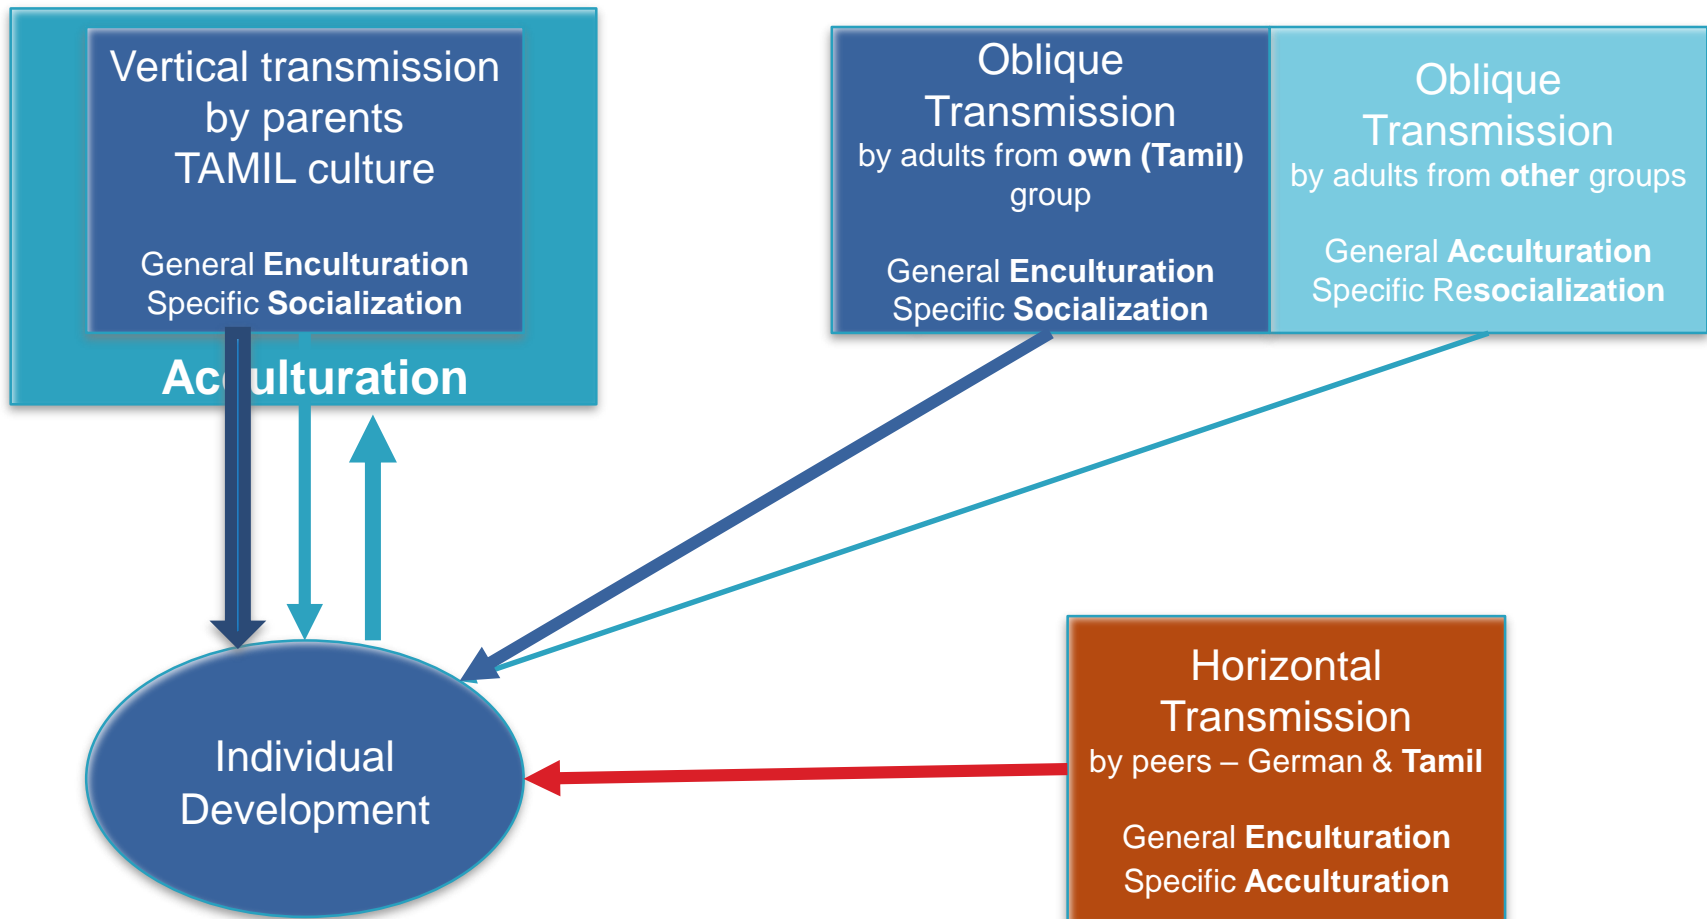 Vertical transmission
by parents
TAMIL culture
General Enculturation
Specific Socialization
Acculturation
Oblique
Transmission
by adults from own (Tamil)
group
General Enculturation
Specific Socialization
Oblique
Transmission
by adults from other groups
General Acculturation
Specific Resocialization
Individual
Development
Horizontal
Transmission
by peers – German & Tamil
General Enculturation
Specific Acculturation